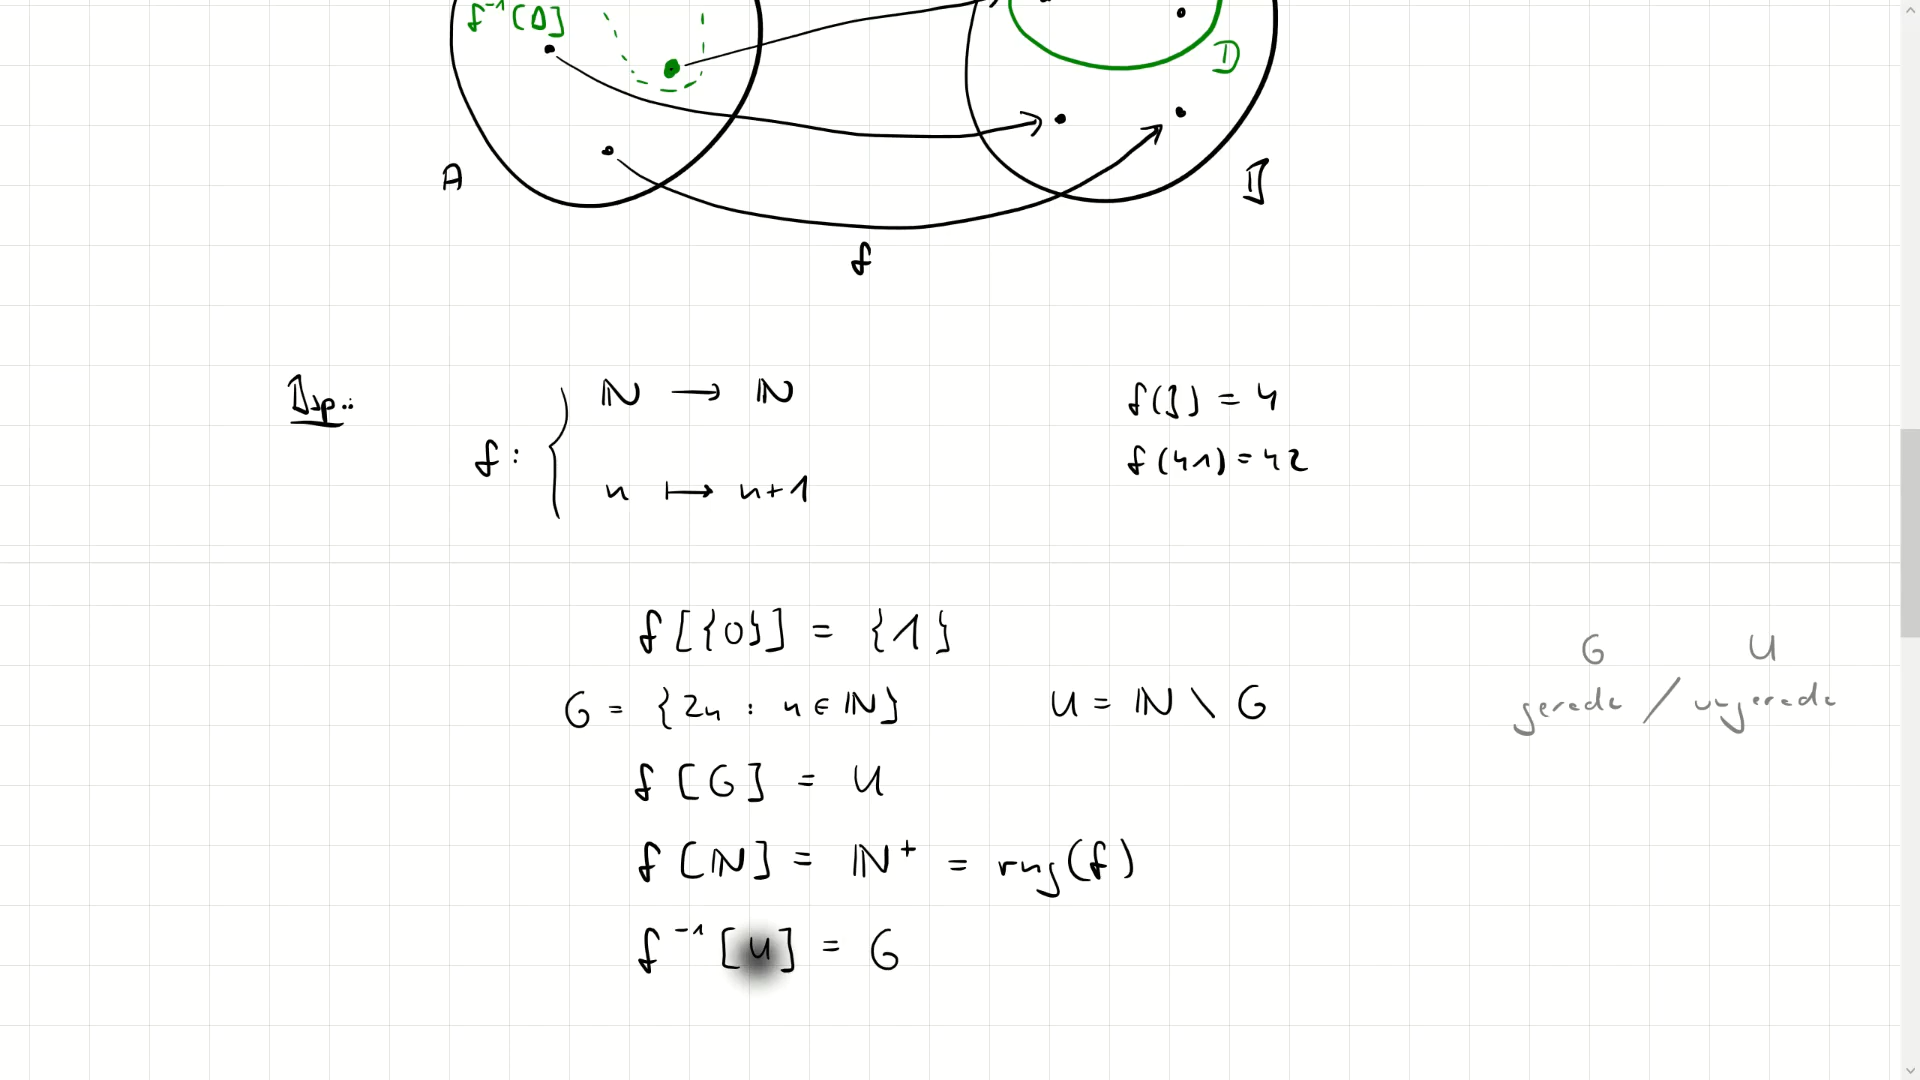 f⁻¹[D]
D
A
B
f
Bsp.:
f: { ℕ → ℕ
n ↦ n+1
f(3) = 4
f(41) = 42
f[{0}] = {1}
G = {2n : n ∈ ℕ} U = ℕ \ G
G U
gerade / ungerade
f[G] = U
f[ℕ] = ℕ⁺ = rng(f)
f⁻¹[U] = G